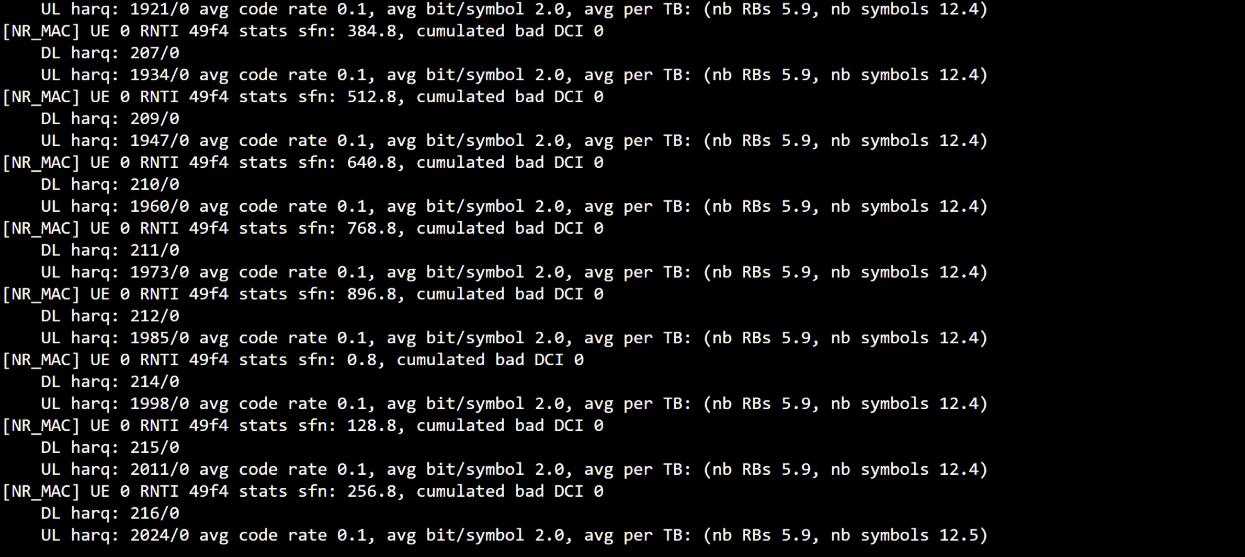 UL harq: 1921/0 avg code rate 0.1, avg bit/symbol 2.0, avg per TB: (nb RBs 5.9, nb symbols 12.4)
[NR_MAC] UE 0 RNTI 49f4 stats sfn: 384.8, cumulated bad DCI 0
DL harq: 207/0
UL harq: 1934/0 avg code rate 0.1, avg bit/symbol 2.0, avg per TB: (nb RBs 5.9, nb symbols 12.4)
[NR_MAC] UE 0 RNTI 49f4 stats sfn: 512.8, cumulated bad DCI 0
DL harq: 209/0
UL harq: 1947/0 avg code rate 0.1, avg bit/symbol 2.0, avg per TB: (nb RBs 5.9, nb symbols 12.4)
[NR_MAC] UE 0 RNTI 49f4 stats sfn: 640.8, cumulated bad DCI 0
DL harq: 210/0
UL harq: 1960/0 avg code rate 0.1, avg bit/symbol 2.0, avg per TB: (nb RBs 5.9, nb symbols 12.4)
[NR_MAC] UE 0 RNTI 49f4 stats sfn: 768.8, cumulated bad DCI 0
DL harq: 211/0
UL harq: 1973/0 avg code rate 0.1, avg bit/symbol 2.0, avg per TB: (nb RBs 5.9, nb symbols 12.4)
[NR_MAC] UE 0 RNTI 49f4 stats sfn: 896.8, cumulated bad DCI 0
DL harq: 212/0
UL harq: 1985/0 avg code rate 0.1, avg bit/symbol 2.0, avg per TB: (nb RBs 5.9, nb symbols 12.4)
[NR_MAC] UE 0 RNTI 49f4 stats sfn: 0.8, cumulated bad DCI 0
DL harq: 214/0
UL harq: 1998/0 avg code rate 0.1, avg bit/symbol 2.0, avg per TB: (nb RBs 5.9, nb symbols 12.4)
[NR_MAC] UE 0 RNTI 49f4 stats sfn: 128.8, cumulated bad DCI 0
DL harq: 215/0
UL harq: 2011/0 avg code rate 0.1, avg bit/symbol 2.0, avg per TB: (nb RBs 5.9, nb symbols 12.4)
[NR_MAC] UE 0 RNTI 49f4 stats sfn: 256.8, cumulated bad DCI 0
DL harq: 216/0
UL harq: 2024/0 avg code rate 0.1, avg bit/symbol 2.0, avg per TB: (nb RBs 5.9, nb symbols 12.5)